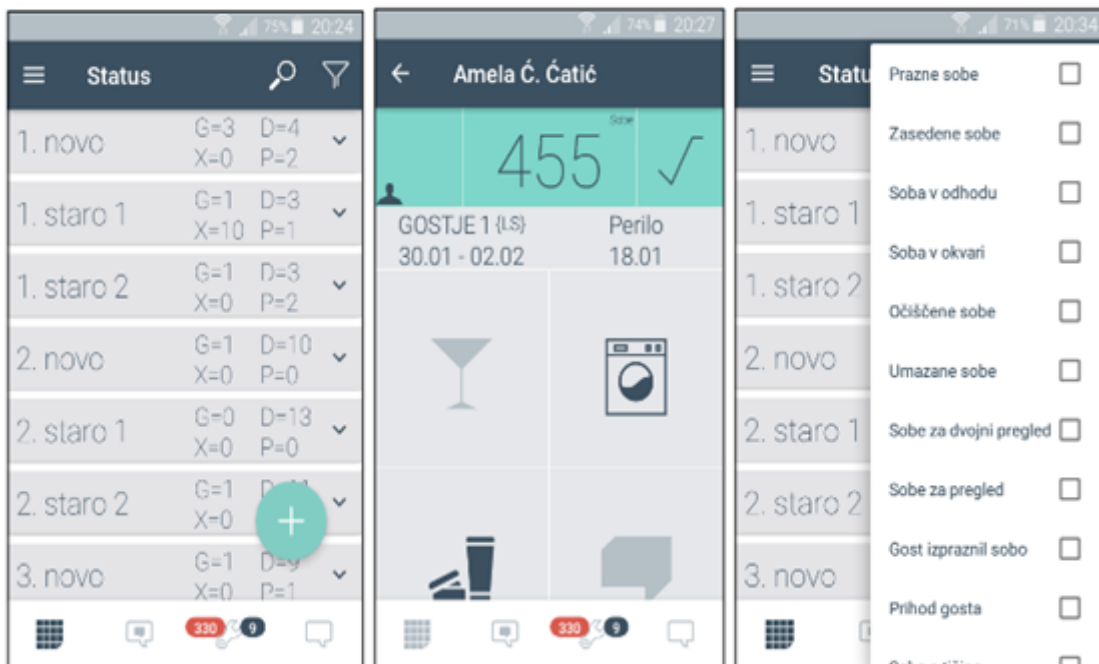 75% 20:24
Status
1. novo G=3 D=4
X=0 P=2
1. staro 1 G=1 D=3
X=10 P=1
1. staro 2 G=1 D=3
X=0 P=2
2. novo G=1 D=10
X=0 P=0
2. staro 1 G=0 D=13
X=0 P=0
2. staro 2 G=1
X=0
3. novo G=1 D=9
X=0 P=1
330 9
74% 20:27
Amela Ć. Ćatić
Sobe
455
GOSTJE 1 {LS} Perilo
30.01 - 02.02 18.01
330 9
71% 20:34
Statu
1. novo
1. staro 1
1. staro 2
2. novo
2. staro 1
2. staro 2
3. novo
Prazne sobe
Zasedene sobe
Soba v odhodu
Soba v okvari
Očiščene sobe
Umazane sobe
Sobe za dvojni pregled
Sobe za pregled
Gost izpraznil sobo
Prihod gosta